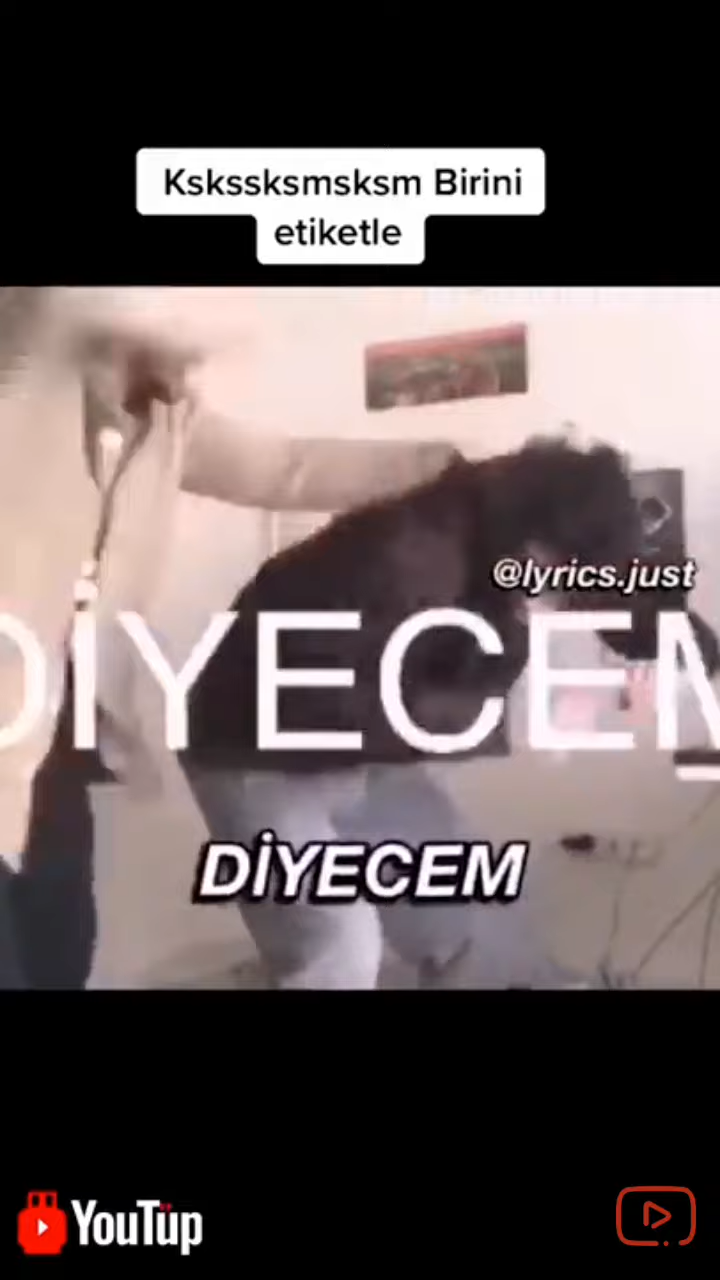 Kskssksmsksm Birini
etiketle
@lyrics.just
DİYECEM
DİYECEM
YouTüp